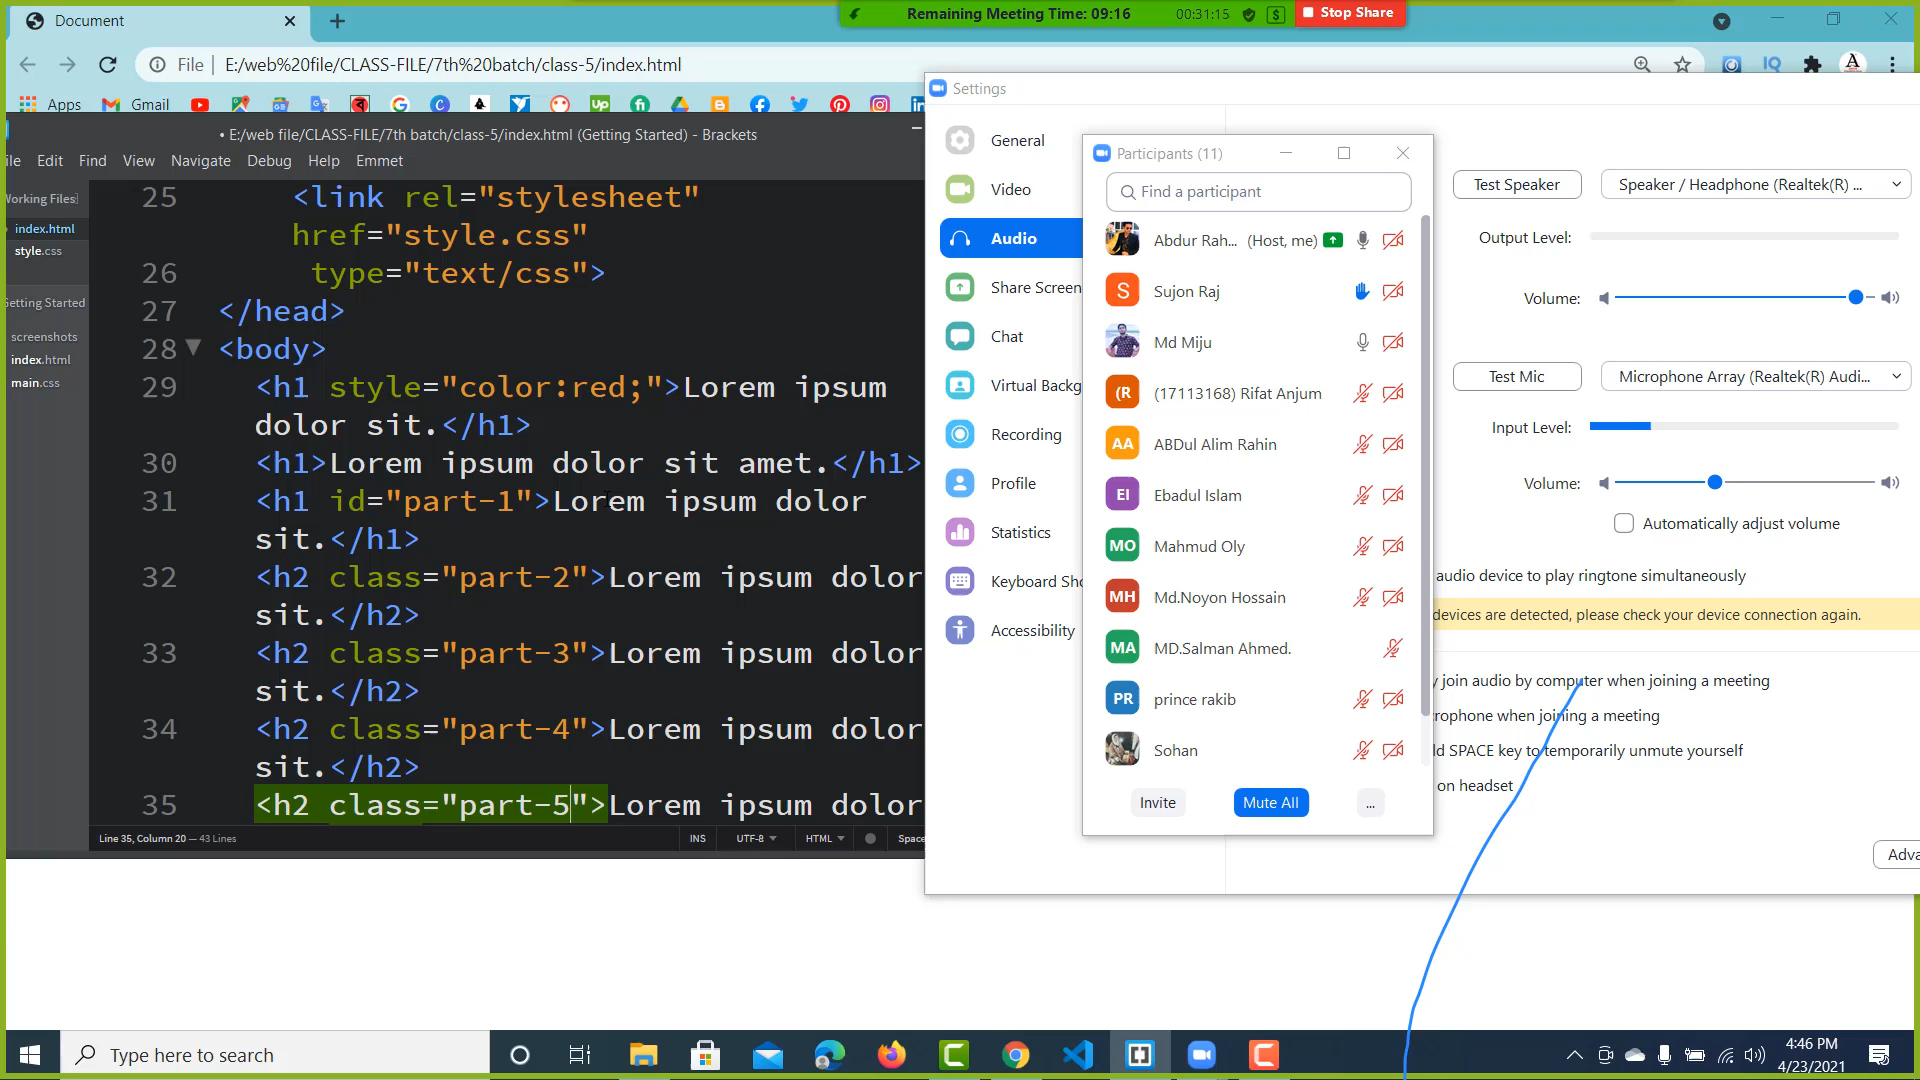 Document
Remaining Meeting Time: 09:16
00:31:15
Stop Share
File
E:/web%20file/CLASS-FILE/7th%20batch/class-5/index.html
IQ
A
Apps
Gmail
• E:/web file/CLASS-FILE/7th batch/class-5/index.html (Getting Started) - Brackets
ile Edit Find View Navigate Debug Help Emmet
Working Files
index.html
style.css
Getting Started
screenshots
index.html
main.css
25 <link rel="stylesheet"
href="style.css"
26 type="text/css">
27 </head>
28 <body>
29 <h1 style="color:red;">Lorem ipsum
dolor sit.</h1>
30 <h1>Lorem ipsum dolor sit amet.</h1>
31 <h1 id="part-1">Lorem ipsum dolor
sit.</h1>
32 <h2 class="part-2">Lorem ipsum dolor
sit.</h2>
33 <h2 class="part-3">Lorem ipsum dolor
sit.</h2>
34 <h2 class="part-4">Lorem ipsum dolor
sit.</h2>
35 <h2 class="part-5">Lorem ipsum dolor
Line 35, Column 20 — 43 Lines
INS
UTF-8
HTML
Space
Settings
General
Video
Audio
Share Screen
Chat
Virtual Backg
Recording
Profile
Statistics
Keyboard Sho
Accessibility
Participants (11)
Find a participant
Abdur Rah... (Host, me)
S Sujon Raj
Md Miju
(R (17113168) Rifat Anjum
AA ABDul Alim Rahin
EI Ebadul Islam
MO Mahmud Oly
MH Md.Noyon Hossain
MA MD.Salman Ahmed.
PR prince rakib
Sohan
Invite
Mute All
...
Test Speaker
Speaker / Headphone (Realtek(R) ...
Output Level:
Volume:
Test Mic
Microphone Array (Realtek(R) Audi...
Input Level:
Volume:
Automatically adjust volume
audio device to play ringtone simultaneously
devices are detected, please check your device connection again.
y join audio by computer when joining a meeting
rophone when joining a meeting
ld SPACE key to temporarily unmute yourself
on headset
Adva
Type here to search
4:46 PM
4/23/2021